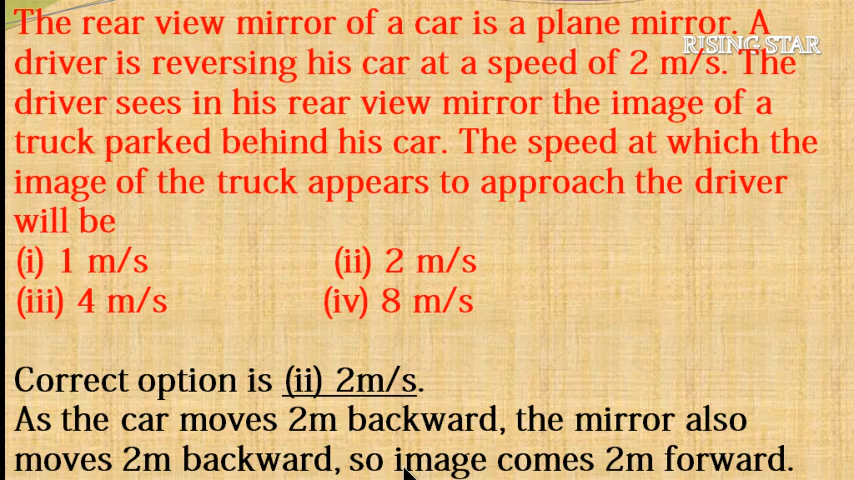 The rear view mirror of a car is a plane mirror. A
RISING STAR
driver is reversing his car at a speed of 2 m/s. The
driver sees in his rear view mirror the image of a
truck parked behind his car. The speed at which the
image of the truck appears to approach the driver
will be
(i) 1 m/s (ii) 2 m/s
(iii) 4 m/s (iv) 8 m/s
Correct option is (ii) 2m/s.
As the car moves 2m backward, the mirror also
moves 2m backward, so image comes 2m forward.